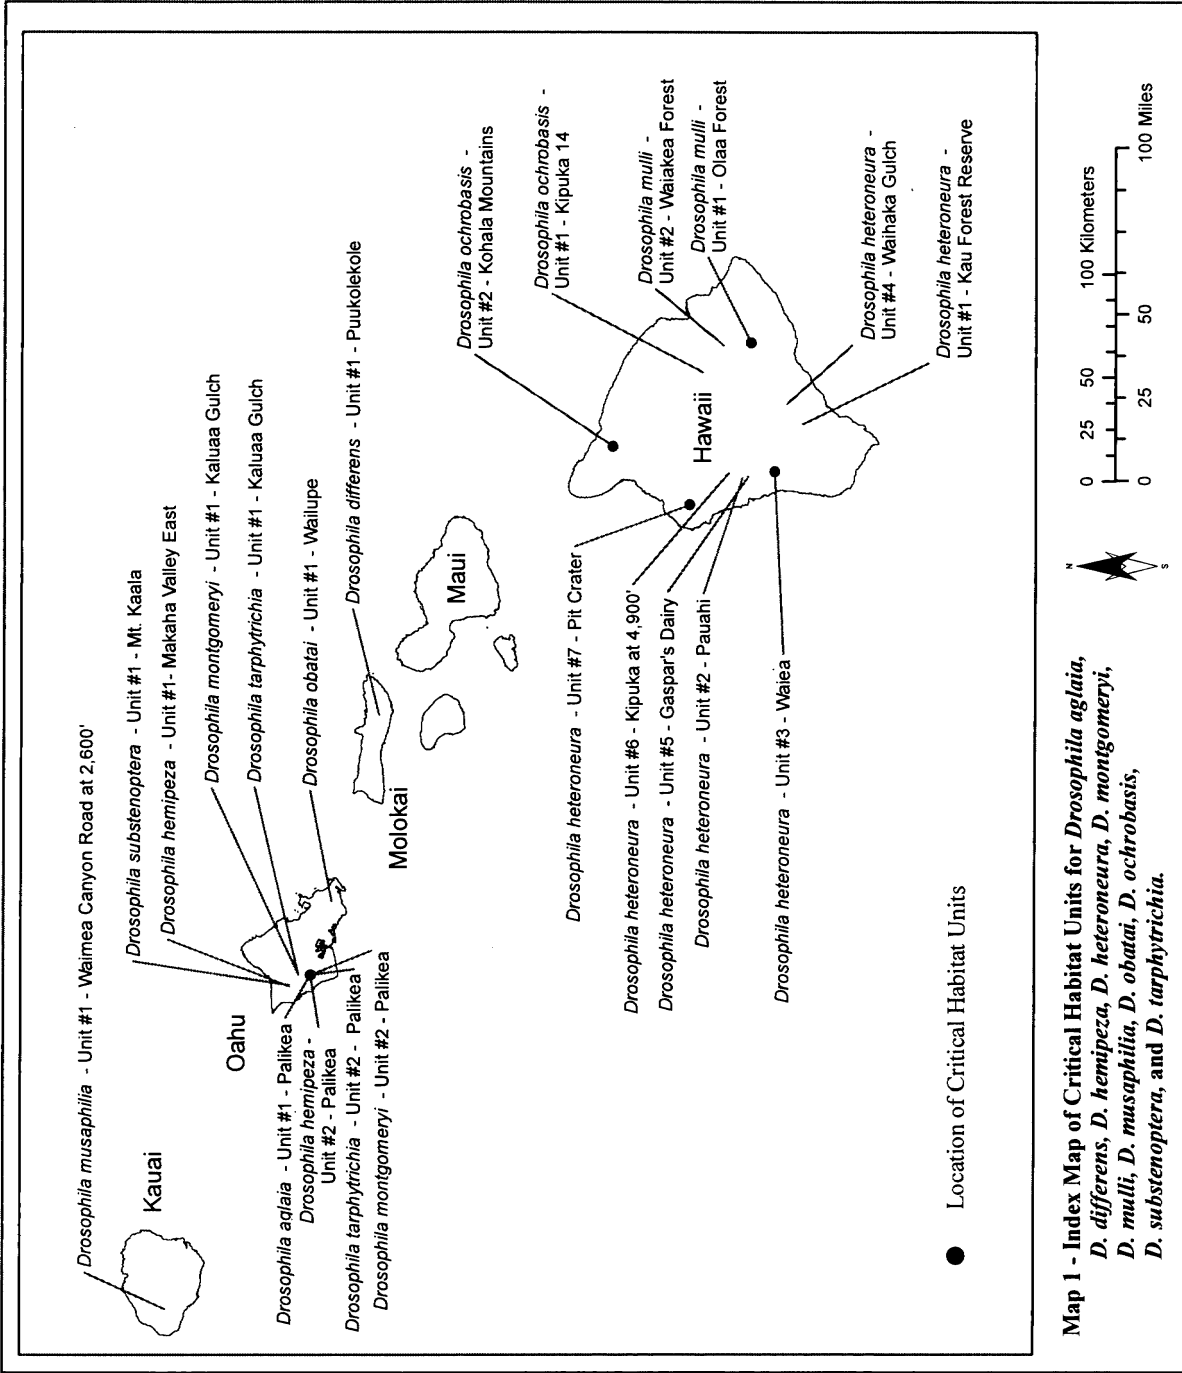 Drosophila musaphilia - Unit #1 - Waimea Canyon Road at 2,600'
Kauai
Drosophila substenoptera - Unit #1 - Mt. Kaala
Drosophila hemipeza - Unit #1- Makaha Valley East
Drosophila montgomeryi - Unit #1 - Kaluaa Gulch
Drosophila tarphytrichia - Unit #1 - Kaluaa Gulch
Drosophila obatai - Unit #1 - Wailupe
Drosophila differens - Unit #1 - Puukolekole
Oahu
Drosophila aglaia - Unit #1 - Palikea
Drosophila hemipeza -
Unit #2 - Palikea
Drosophila tarphytrichia - Unit #2 - Palikea
Drosophila montgomeryi - Unit #2 - Palikea
Molokai
Maui
Drosophila ochrobasis -
Unit #2 - Kohala Mountains
Drosophila ochrobasis -
Unit #1 - Kipuka 14
Drosophila mulli -
Unit #2 - Waiakea Forest
Drosophila mulli -
Unit #1 - Olaa Forest
Hawaii
Drosophila heteroneura - Unit #7 - Pit Crater
Drosophila heteroneura - Unit #6 - Kipuka at 4,900'
Drosophila heteroneura - Unit #5 - Gaspar's Dairy
Drosophila heteroneura - Unit #2 - Pauahi
Drosophila heteroneura - Unit #3 - Waiea
Drosophila heteroneura -
Unit #4 - Waihaka Gulch
Drosophila heteroneura -
Unit #1 - Kau Forest Reserve
Location of Critical Habitat Units
N
S
0 25 50 100 Kilometers
0 25 50 100 Miles
Map 1 - Index Map of Critical Habitat Units for Drosophila aglaia,
D. differens, D. hemipeza, D. heteroneura, D. montgomeryi,
D. mulli, D. musaphilia, D. obatai, D. ochrobasis,
D. substenoptera, and D. tarphytrichia.